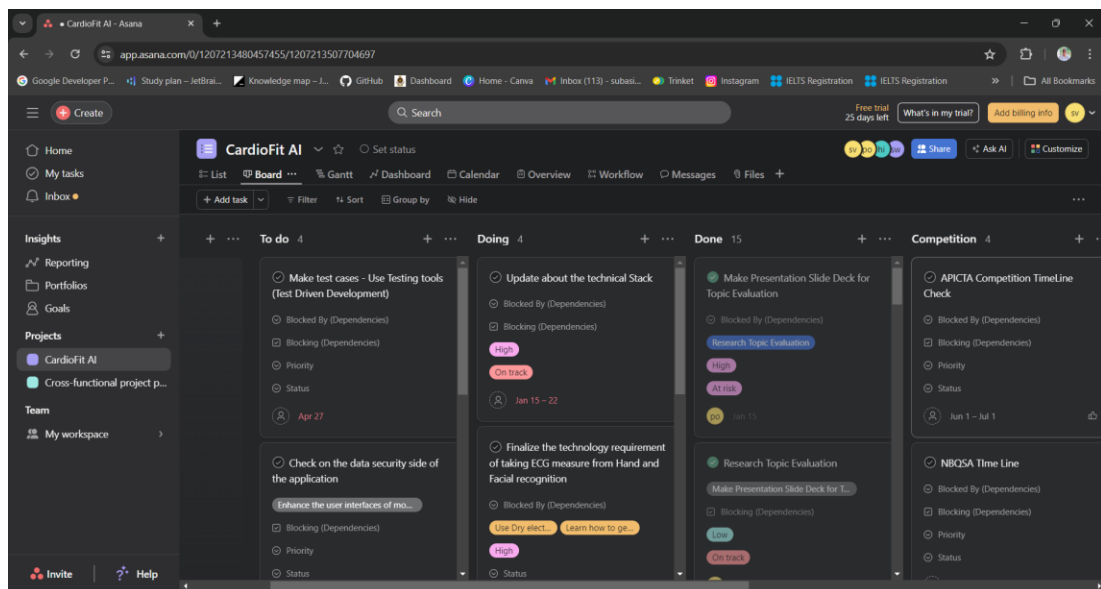 CardioFit AI - Asana
app.asana.com/0/1207213480457455/1207213507704697
Google Developer P...
Study plan – JetBrai...
Knowledge map – J...
GitHub
Dashboard
Home - Canva
Inbox (113) - subasi...
Trinket
Instagram
IELTS Registration
IELTS Registration
»
All Bookmarks
Create
Search
Free trial
25 days left
What's in my trial?
Add billing info
sv
Home
My tasks
Inbox
Insights
Reporting
Portfolios
Goals
Projects
CardioFit AI
Cross-functional project p...
Team
My workspace
Invite
Help
CardioFit AI
Set status
sv
po
hi
sw
Share
Ask AI
Customize
List
Board
Gantt
Dashboard
Calendar
Overview
Workflow
Messages
Files
+ Add task
Filter
Sort
Group by
Hide
To do 4
Make test cases - Use Testing tools
(Test Driven Development)
Blocked By (Dependencies)
Blocking (Dependencies)
Priority
Status
Apr 27
Check on the data security side of
the application
Enhance the user interfaces of mo...
Blocking (Dependencies)
Priority
Status
Doing 4
Update about the technical Stack
Blocked By (Dependencies)
Blocking (Dependencies)
High
On track
Jan 15 – 22
Finalize the technology requirement
of taking ECG measure from Hand and
Facial recognition
Blocked By (Dependencies)
Use Dry elect...
Learn how to ge...
High
Status
Done 15
Make Presentation Slide Deck for
Topic Evaluation
Blocked By (Dependencies)
Research Topic Evaluation
High
At risk
po
Jan 15
Research Topic Evaluation
Make Presentation Slide Deck for T...
Blocking (Dependencies)
Low
On track
Competition 4
APICTA Competition TimeLine
Check
Blocked By (Dependencies)
Blocking (Dependencies)
Priority
Status
Jun 1 – Jul 1
NBQSA TIme Line
Blocked By (Dependencies)
Blocking (Dependencies)
Priority
Status